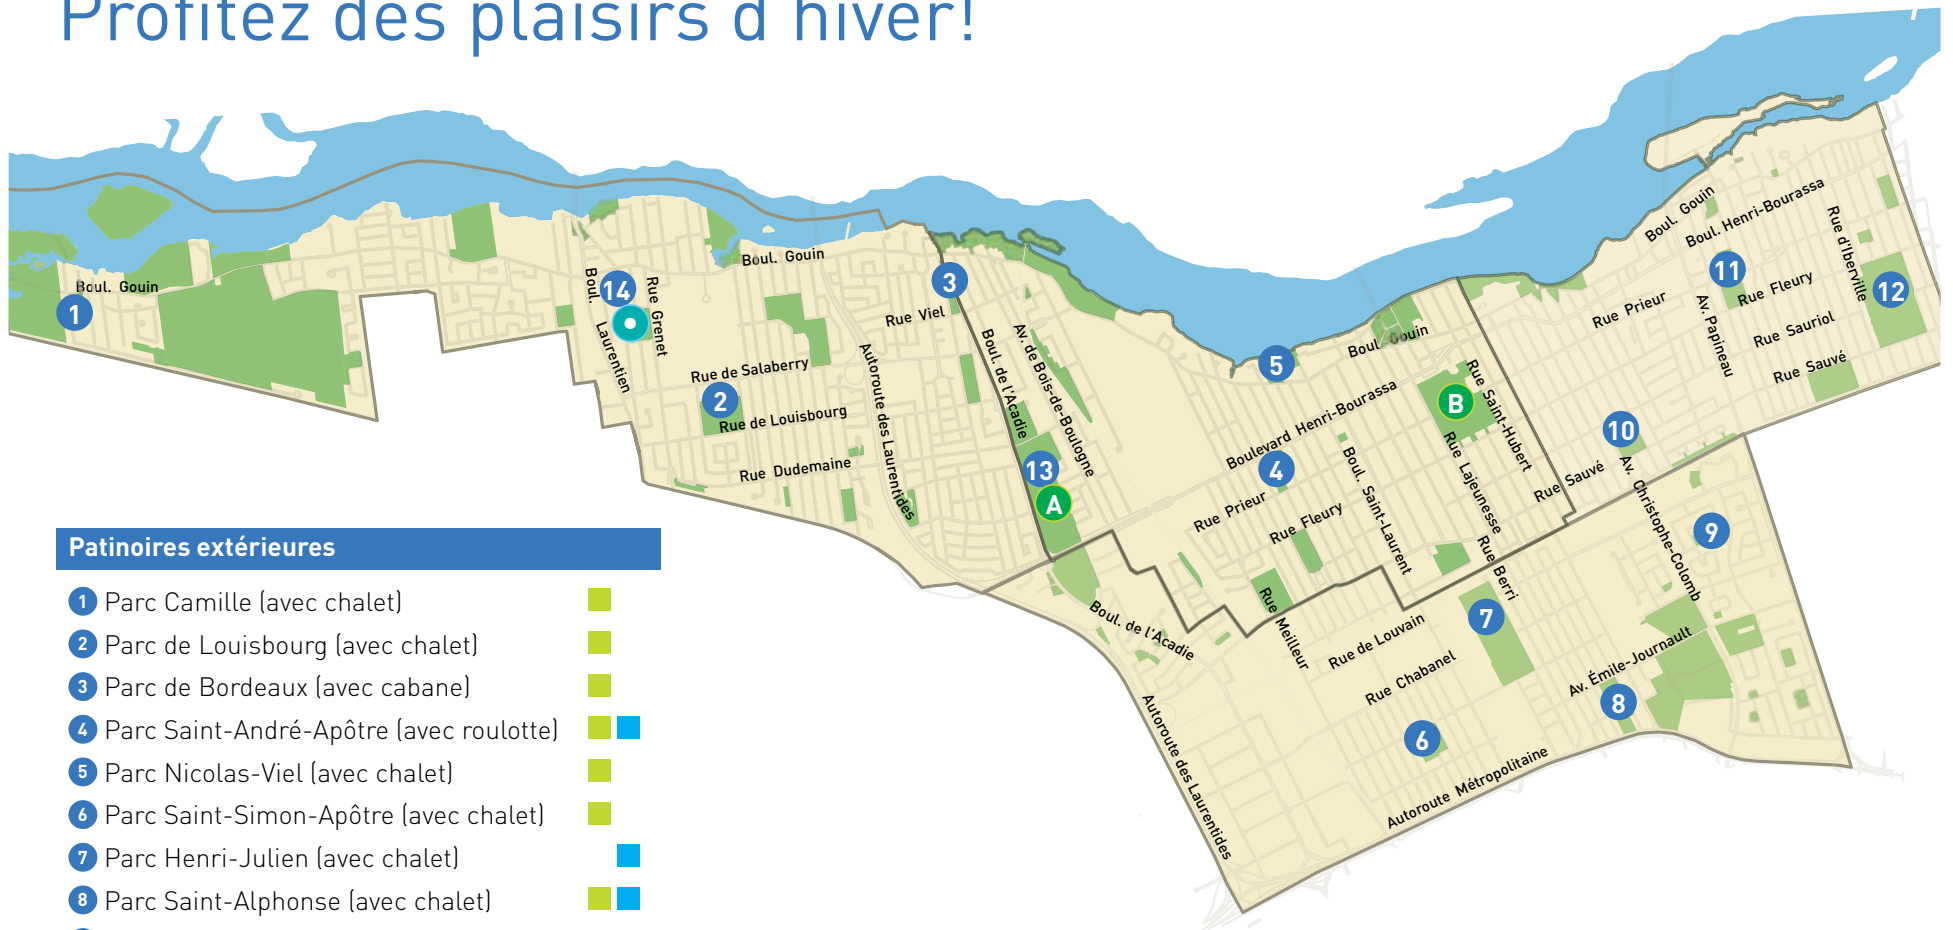 Profitez des plaisirs d'hiver!
Boul. Gouin
1
14
Boul. Laurentien
Rue Grenet
Boul. Gouin
2
Rue de Salaberry
Rue de Louisbourg
Rue Dudemaine
Autoroute des Laurentides
3
Rue Viel
Boul. de l'Acadie
Av. de Bois-de-Boulogne
13
A
5
Boul. Gouin
Boulevard Henri-Bourassa
4
Rue Prieur
Rue Fleury
Boul. Saint-Laurent
B
Rue Saint-Hubert
Rue Lajeunesse
Rue Berri
Rue Sauvé
10
Boul. Gouin
Boul. Henri-Bourassa
11
Rue Prieur
Av. Papineau
Rue Fleury
Rue d'Iberville
12
Rue Sauriol
Rue Sauvé
Av. Christophe-Colomb
9
Boul. de l'Acadie
Rue Meilleur
Rue de Louvain
7
Rue Chabanel
Av. Émile-Journault
8
6
Autoroute Métropolitaine
Autoroute des Laurentides
Patinoires extérieures
1 Parc Camille (avec chalet)
2 Parc de Louisbourg (avec chalet)
3 Parc de Bordeaux (avec cabane)
4 Parc Saint-André-Apôtre (avec roulotte)
5 Parc Nicolas-Viel (avec chalet)
6 Parc Saint-Simon-Apôtre (avec chalet)
7 Parc Henri-Julien (avec chalet)
8 Parc Saint-Alphonse (avec chalet)